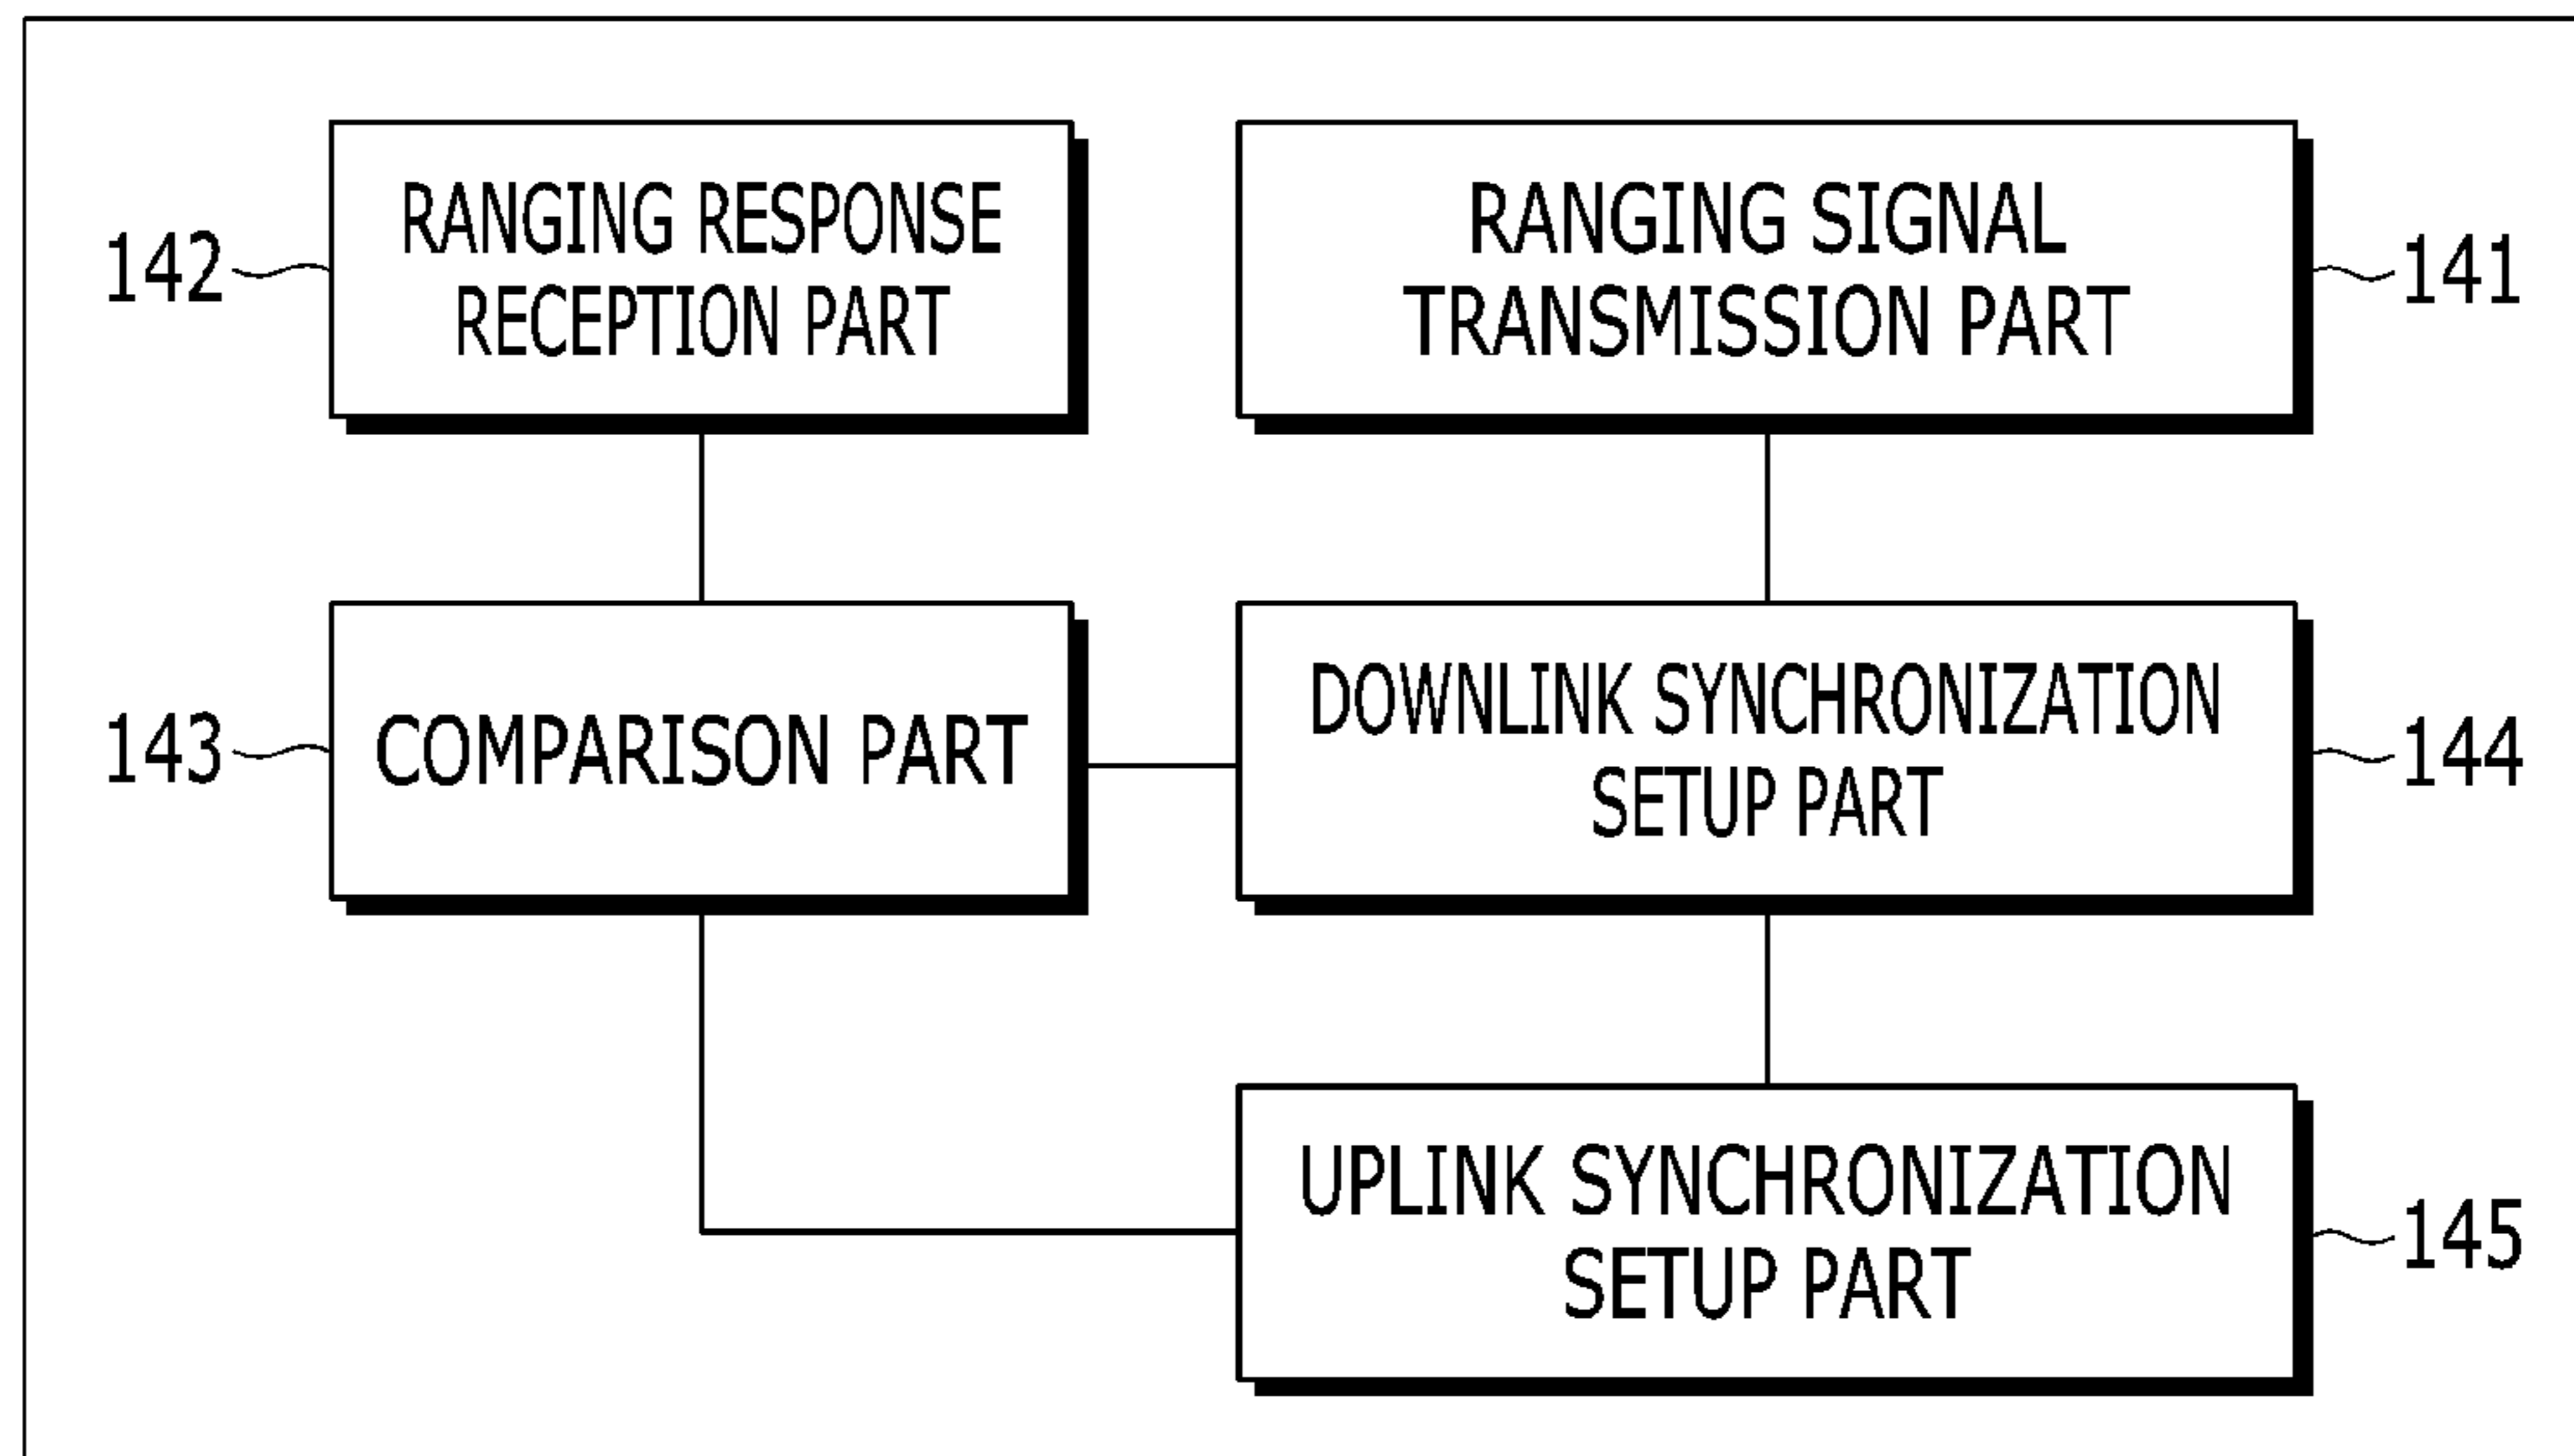 142
RANGING RESPONSE
RECEPTION PART
RANGING SIGNAL
TRANSMISSION PART
141
143
COMPARISON PART
DOWNLINK SYNCHRONIZATION
SETUP PART
144
UPLINK SYNCHRONIZATION
SETUP PART
145